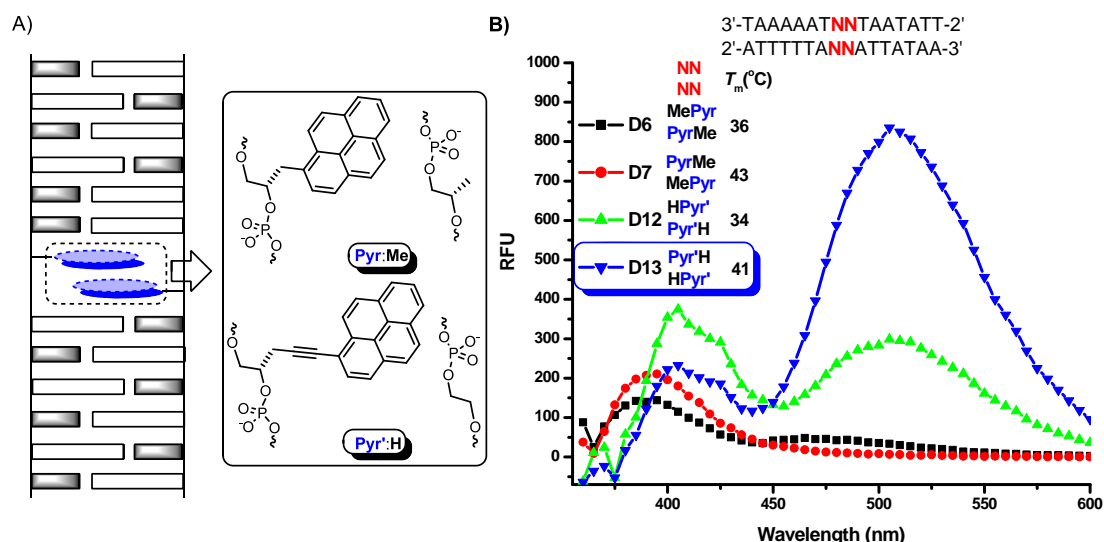 A)
O
O
P
O⁻
O
O
O⁻
P
O
O
O
Pyr:Me
O
O
P
O⁻
O
O
O⁻
P
O
O
O
Pyr':H
B)
3'-TAAAAATNNTAATATT-2'
2'-ATTTTTANNATTATAA-3'
NN
NN
Tm(°C)
D6 MePyr
PyrMe 36
D7 PyrMe
MePyr 43
D12 HPyr'
Pyr'H 34
D13 Pyr'H
HPyr' 41
RFU
1000
900
800
700
600
500
400
300
200
100
0
400 450 500 550 600
Wavelength (nm)